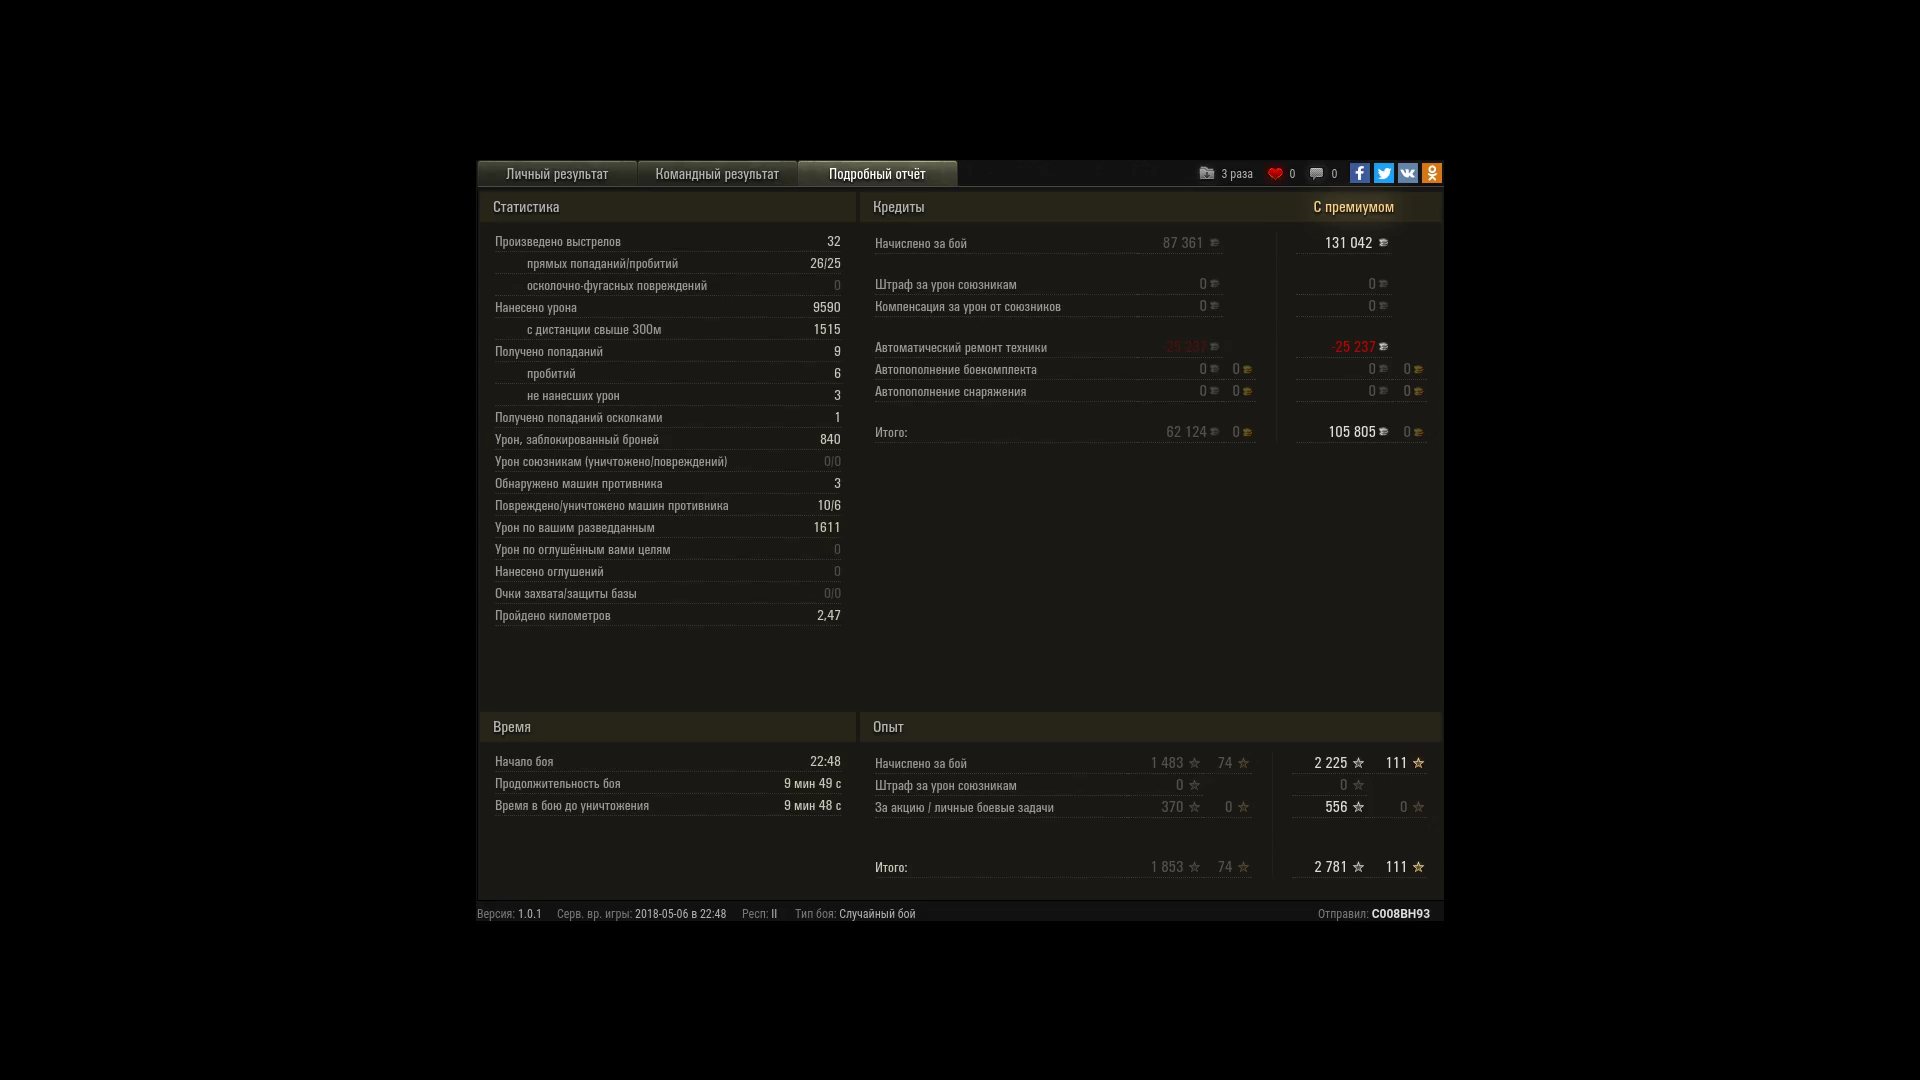 Личный результат Командный результат Подробный отчёт 3 раза 0 0
Статистика
Произведено выстрелов 32
прямых попаданий/пробитий 26/25
осколочно-фугасных повреждений 0
Нанесено урона 9590
с дистанции свыше 300м 1515
Получено попаданий 9
пробитий 6
не нанесших урон 3
Получено попаданий осколками 1
Урон, заблокированный броней 840
Урон союзникам (уничтожено/повреждений) 0/0
Обнаружено машин противника 3
Повреждено/уничтожено машин противника 10/6
Урон по вашим разведданным 1611
Урон по оглушённым вами целям 0
Нанесено оглушений 0
Очки захвата/защиты базы 0/0
Пройдено километров 2,47
Кредиты С премиумом
Начислено за бой 87 361 131 042
Штраф за урон союзникам 0 0
Компенсация за урон от союзников 0 0
Автоматический ремонт техники -25 237 -25 237
Автопополнение боекомплекта 0 0 0 0
Автопополнение снаряжения 0 0 0 0
Итого: 62 124 0 105 805 0
Время
Начало боя 22:48
Продолжительность боя 9 мин 49 с
Время в бою до уничтожения 9 мин 48 с
Опыт
Начислено за бой 1 483 74 2 225 111
Штраф за урон союзникам 0 0
За акцию / личные боевые задачи 370 0 556 0
Итого: 1 853 74 2 781 111
Версия: 1.0.1 Серв. вр. игры: 2018-05-06 в 22:48 Респ: II Тип боя: Случайный бой Отправил: C008BH93